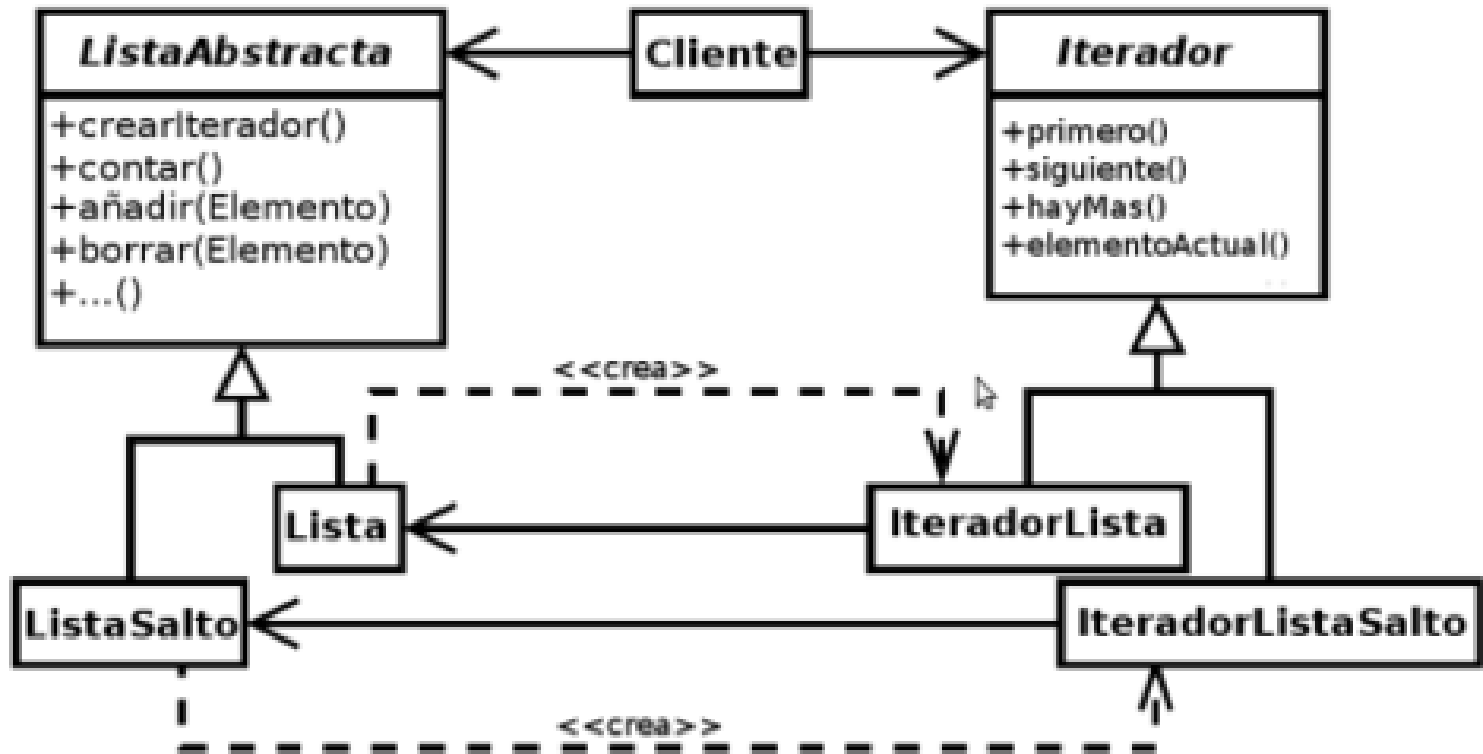 ListaAbstracta
+crearIterador()
+contar()
+añadir(Elemento)
+borrar(Elemento)
+...()
Cliente
Iterador
+primero()
+siguiente()
+hayMas()
+elementoActual()
<<crea>>
Lista
IteradorLista
ListaSalto
IteradorListaSalto
<<crea>>